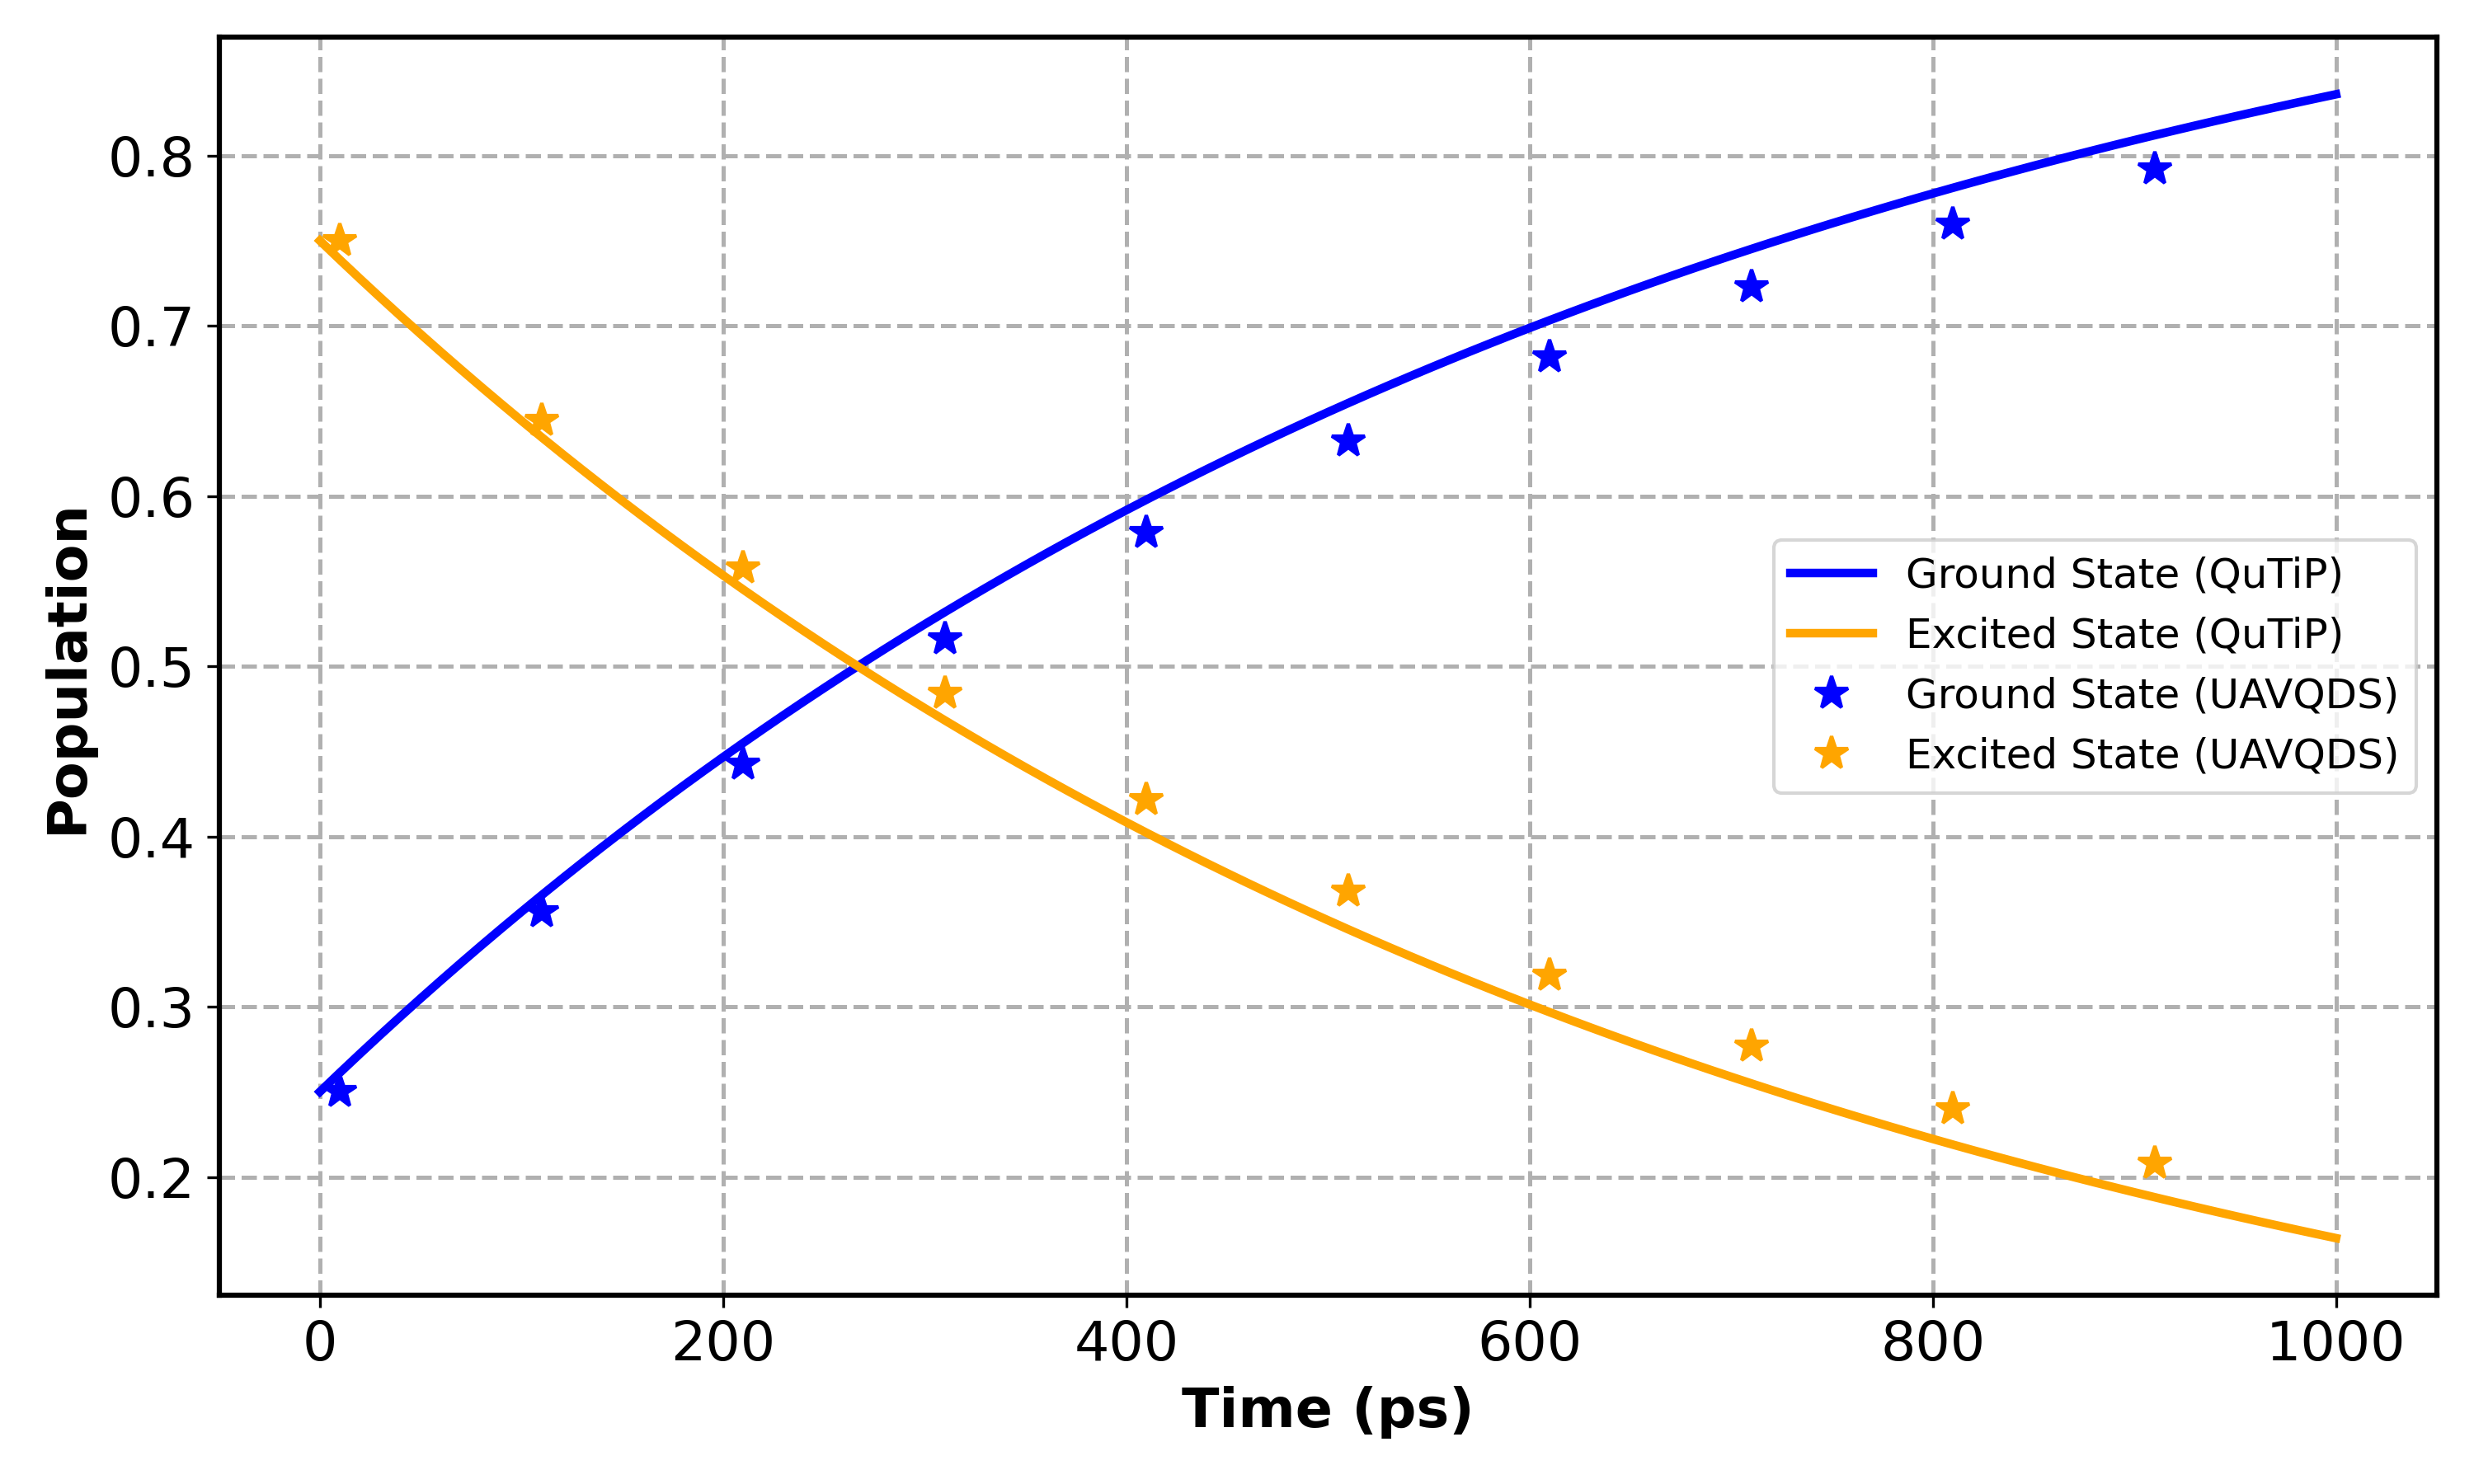 0.8
0.7
0.6
0.5
0.4
0.3
0.2
Population
Ground State (QuTiP)
Excited State (QuTiP)
Ground State (UAVQDS)
Excited State (UAVQDS)
0 200 400 600 800 1000
Time (ps)